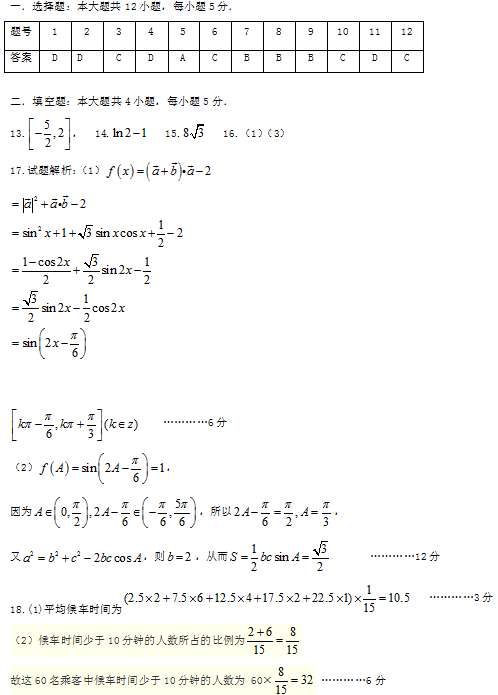 一．选择题：本大题共 12 小题，每小题 5 分．
题号 1 2 3 4 5 6 7 8 9 10 11 12
答案 D D C D A C B B B C D C
二．填空题：本大题共 4 小题，每小题 5 分．
13. [-5/2, 2]， 14. ln2-1 15. 8√3 16. (1)(3)
17.试题解析：（1） f(x)=(a⃗+b⃗)•a⃗-2
=|a⃗|²+a⃗•b⃗-2
=sin²x+1+√3 sin x cos x+1/2-2
=(1-cos2x)/2+(√3/2)sin2x-1/2
=(√3/2)sin2x-(1/2)cos2x
=sin(2x-π/6)
[kπ-π/6, kπ+π/3](k∈z) …………6 分
（2） f(A)=sin(2A-π/6)=1，
因为 A∈(0, π/2), 2A-π/6∈(-π/6, 5π/6)，所以 2A-π/6=π/2, A=π/3，
又 a²=b²+c²-2bc cos A，则 b=2，从而 S=(1/2)bc sin A=√3/2 …………12分
18.(1)平均候车时间为 (2.5×2+7.5×6+12.5×4+17.5×2+22.5×1)×1/15=10.5 …………3分
（2）候车时间少于 10 分钟的人数所占的比例为 (2+6)/15=8/15
故这 60 名乘客中候车时间少于 10 分钟的人数为 60×8/15=32 …………6 分